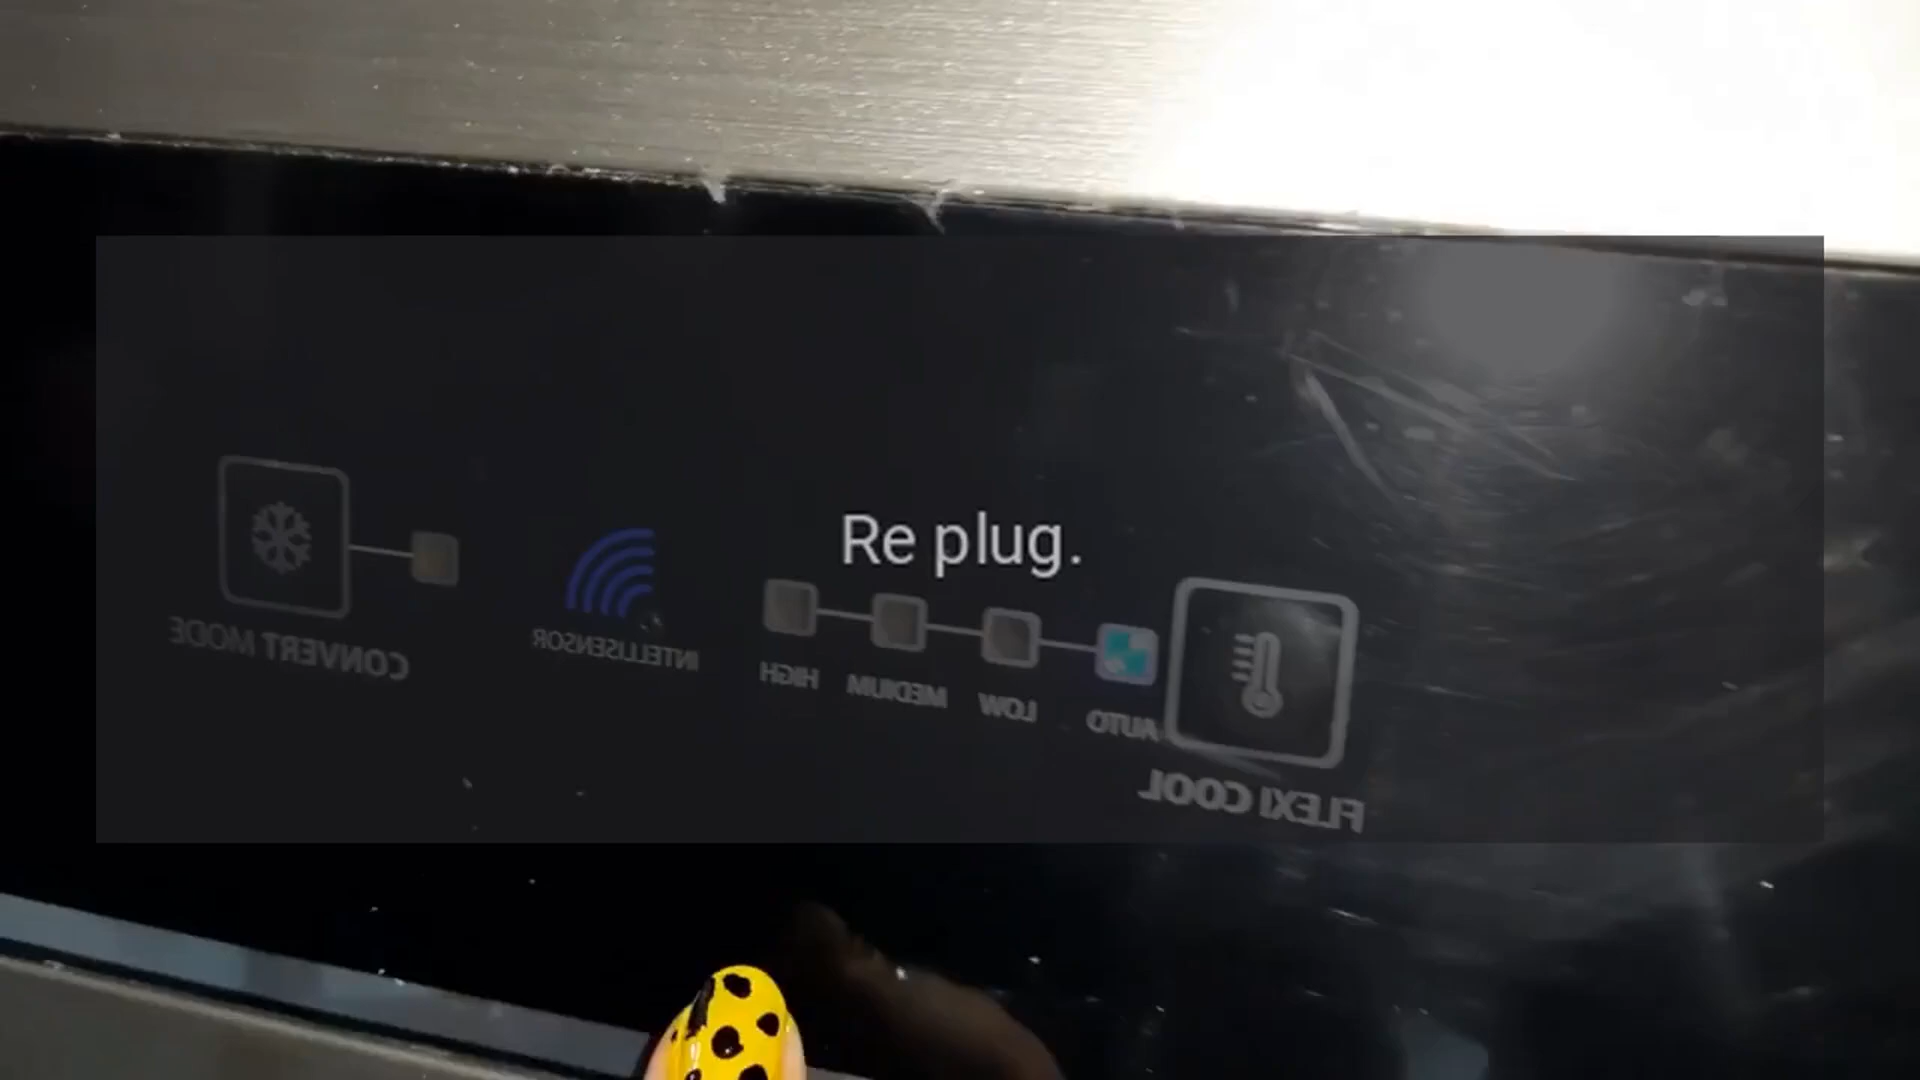 Re plug.
CONVERT MODE
INTELLISENSOR
HIGH
MEDIUM
LOW
AUTO
FLEXI COOL